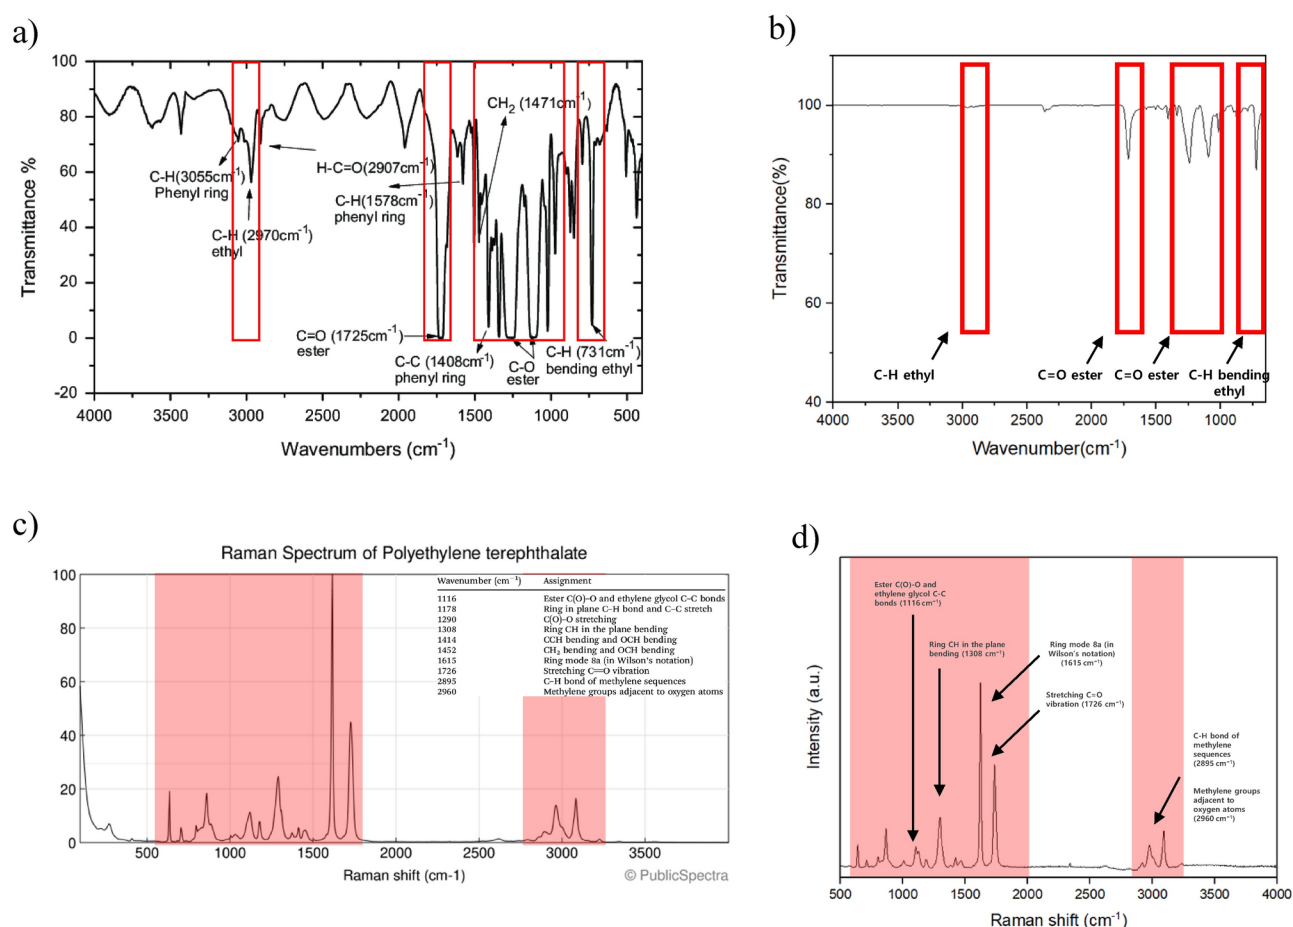 a)
100
80
60
40
20
0
-20
Transmittance %
CH2 (1471cm-1)
H-C=O(2907cm-1)
C-H(3055cm-1)
Phenyl ring
C-H(1578cm-1)
phenyl ring
C-H (2970cm-1)
ethyl
C=O (1725cm-1)
ester
C-C (1408cm-1)
phenyl ring
C-O
ester
C-H (731cm-1)
bending ethyl
4000 3500 3000 2500 2000 1500 1000 500
Wavenumbers (cm-1)
b)
100
80
60
40
Transmittance(%)
C-H ethyl
C=O ester
C=O ester
C-H bending
ethyl
4000 3500 3000 2500 2000 1500 1000
Wavenumber(cm-1)
c)
Raman Spectrum of Polyethylene terephthalate
100
80
60
40
20
0
Wavenumber (cm−1) Assignment
1116 Ester C(O)–O and ethylene glycol C–C bonds
1178 Ring in plane C–H bond and C–C stretch
1290 C(O)–O stretching
1308 Ring CH in the plane bending
1414 CCH bending and OCH bending
1452 CH2 bending and OCH bending
1615 Ring mode 8a (in Wilson's notation)
1726 Stretching C=O vibration
2895 C–H bond of methylene sequences
2960 Methylene groups adjacent to oxygen atoms
500 1000 1500 2000 2500 3000 3500
Raman shift (cm-1)
© PublicSpectra
d)
Intensity (a.u.)
Ester C(O)-O and
ethylene glycol C-C
bonds (1116 cm−1)
Ring CH in the plane
bending (1308 cm−1)
Ring mode 8a (in
Wilson's notation)
(1615 cm−1)
Stretching C=O
vibration (1726 cm−1)
C-H bond of
methylene
sequences
(2895 cm−1)
Methylene groups
adjacent to
oxygen atoms
(2960 cm−1)
500 1000 1500 2000 2500 3000 3500 4000
Raman shift (cm-1)